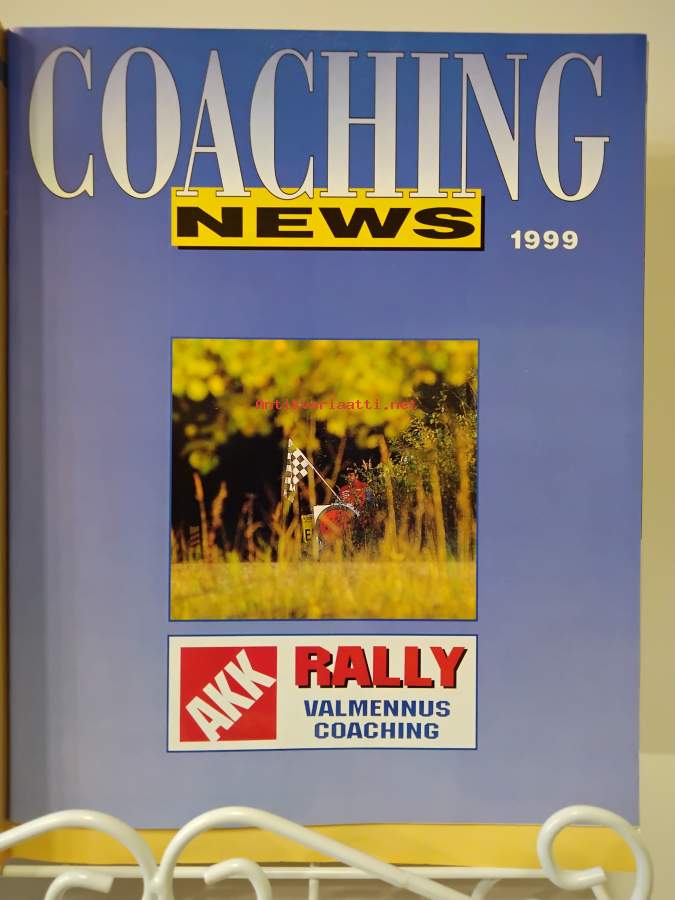 COACHING
NEWS
1999
Antikvariaatti.net
AKK
RALLY
VALMENNUS
COACHING